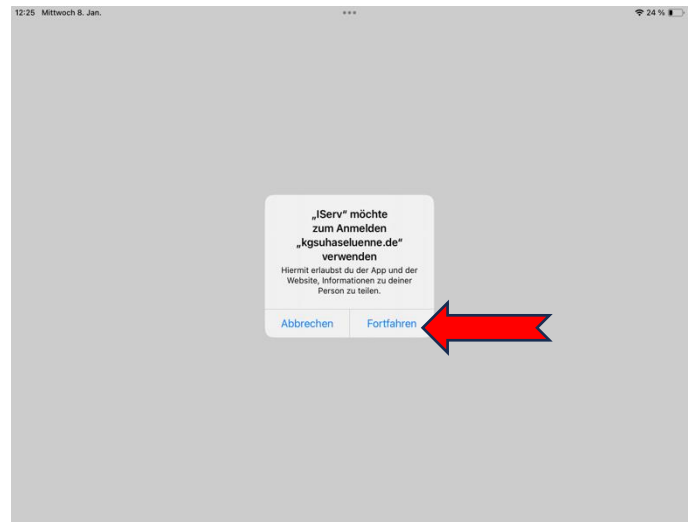 12:25 Mittwoch 8. Jan. 24 %
„IServ“ möchte
zum Anmelden
„kgsuhaseluenne.de“
verwenden
Hiermit erlaubst du der App und der
Website, Informationen zu deiner
Person zu teilen.
Abbrechen Fortfahren